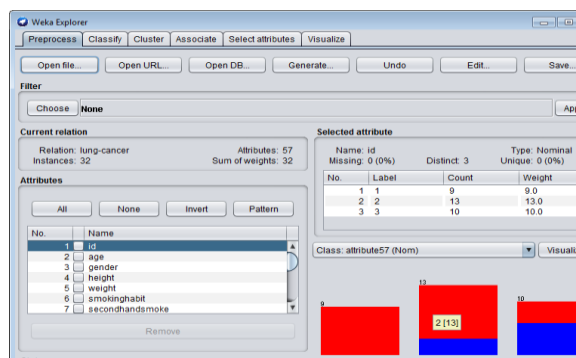 Weka Explorer
Preprocess Classify Cluster Associate Select attributes Visualize
Open file... Open URL... Open DB... Generate... Undo Edit... Save...
Filter
Choose None App
Current relation
Relation: lung-cancer Attributes: 57
Instances: 32 Sum of weights: 32
Attributes
All None Invert Pattern
No. Name
1 id
2 age
3 gender
4 height
5 weight
6 smokinghabit
7 secondhandsmoke
Remove
Selected attribute
Name: id Type: Nominal
Missing: 0 (0%) Distinct: 3 Unique: 0 (0%)
No. Label Count Weight
1 1 9 9.0
2 2 13 13.0
3 3 10 10.0
Class: attribute57 (Nom) Visualiz
9 13 10
2 [13]